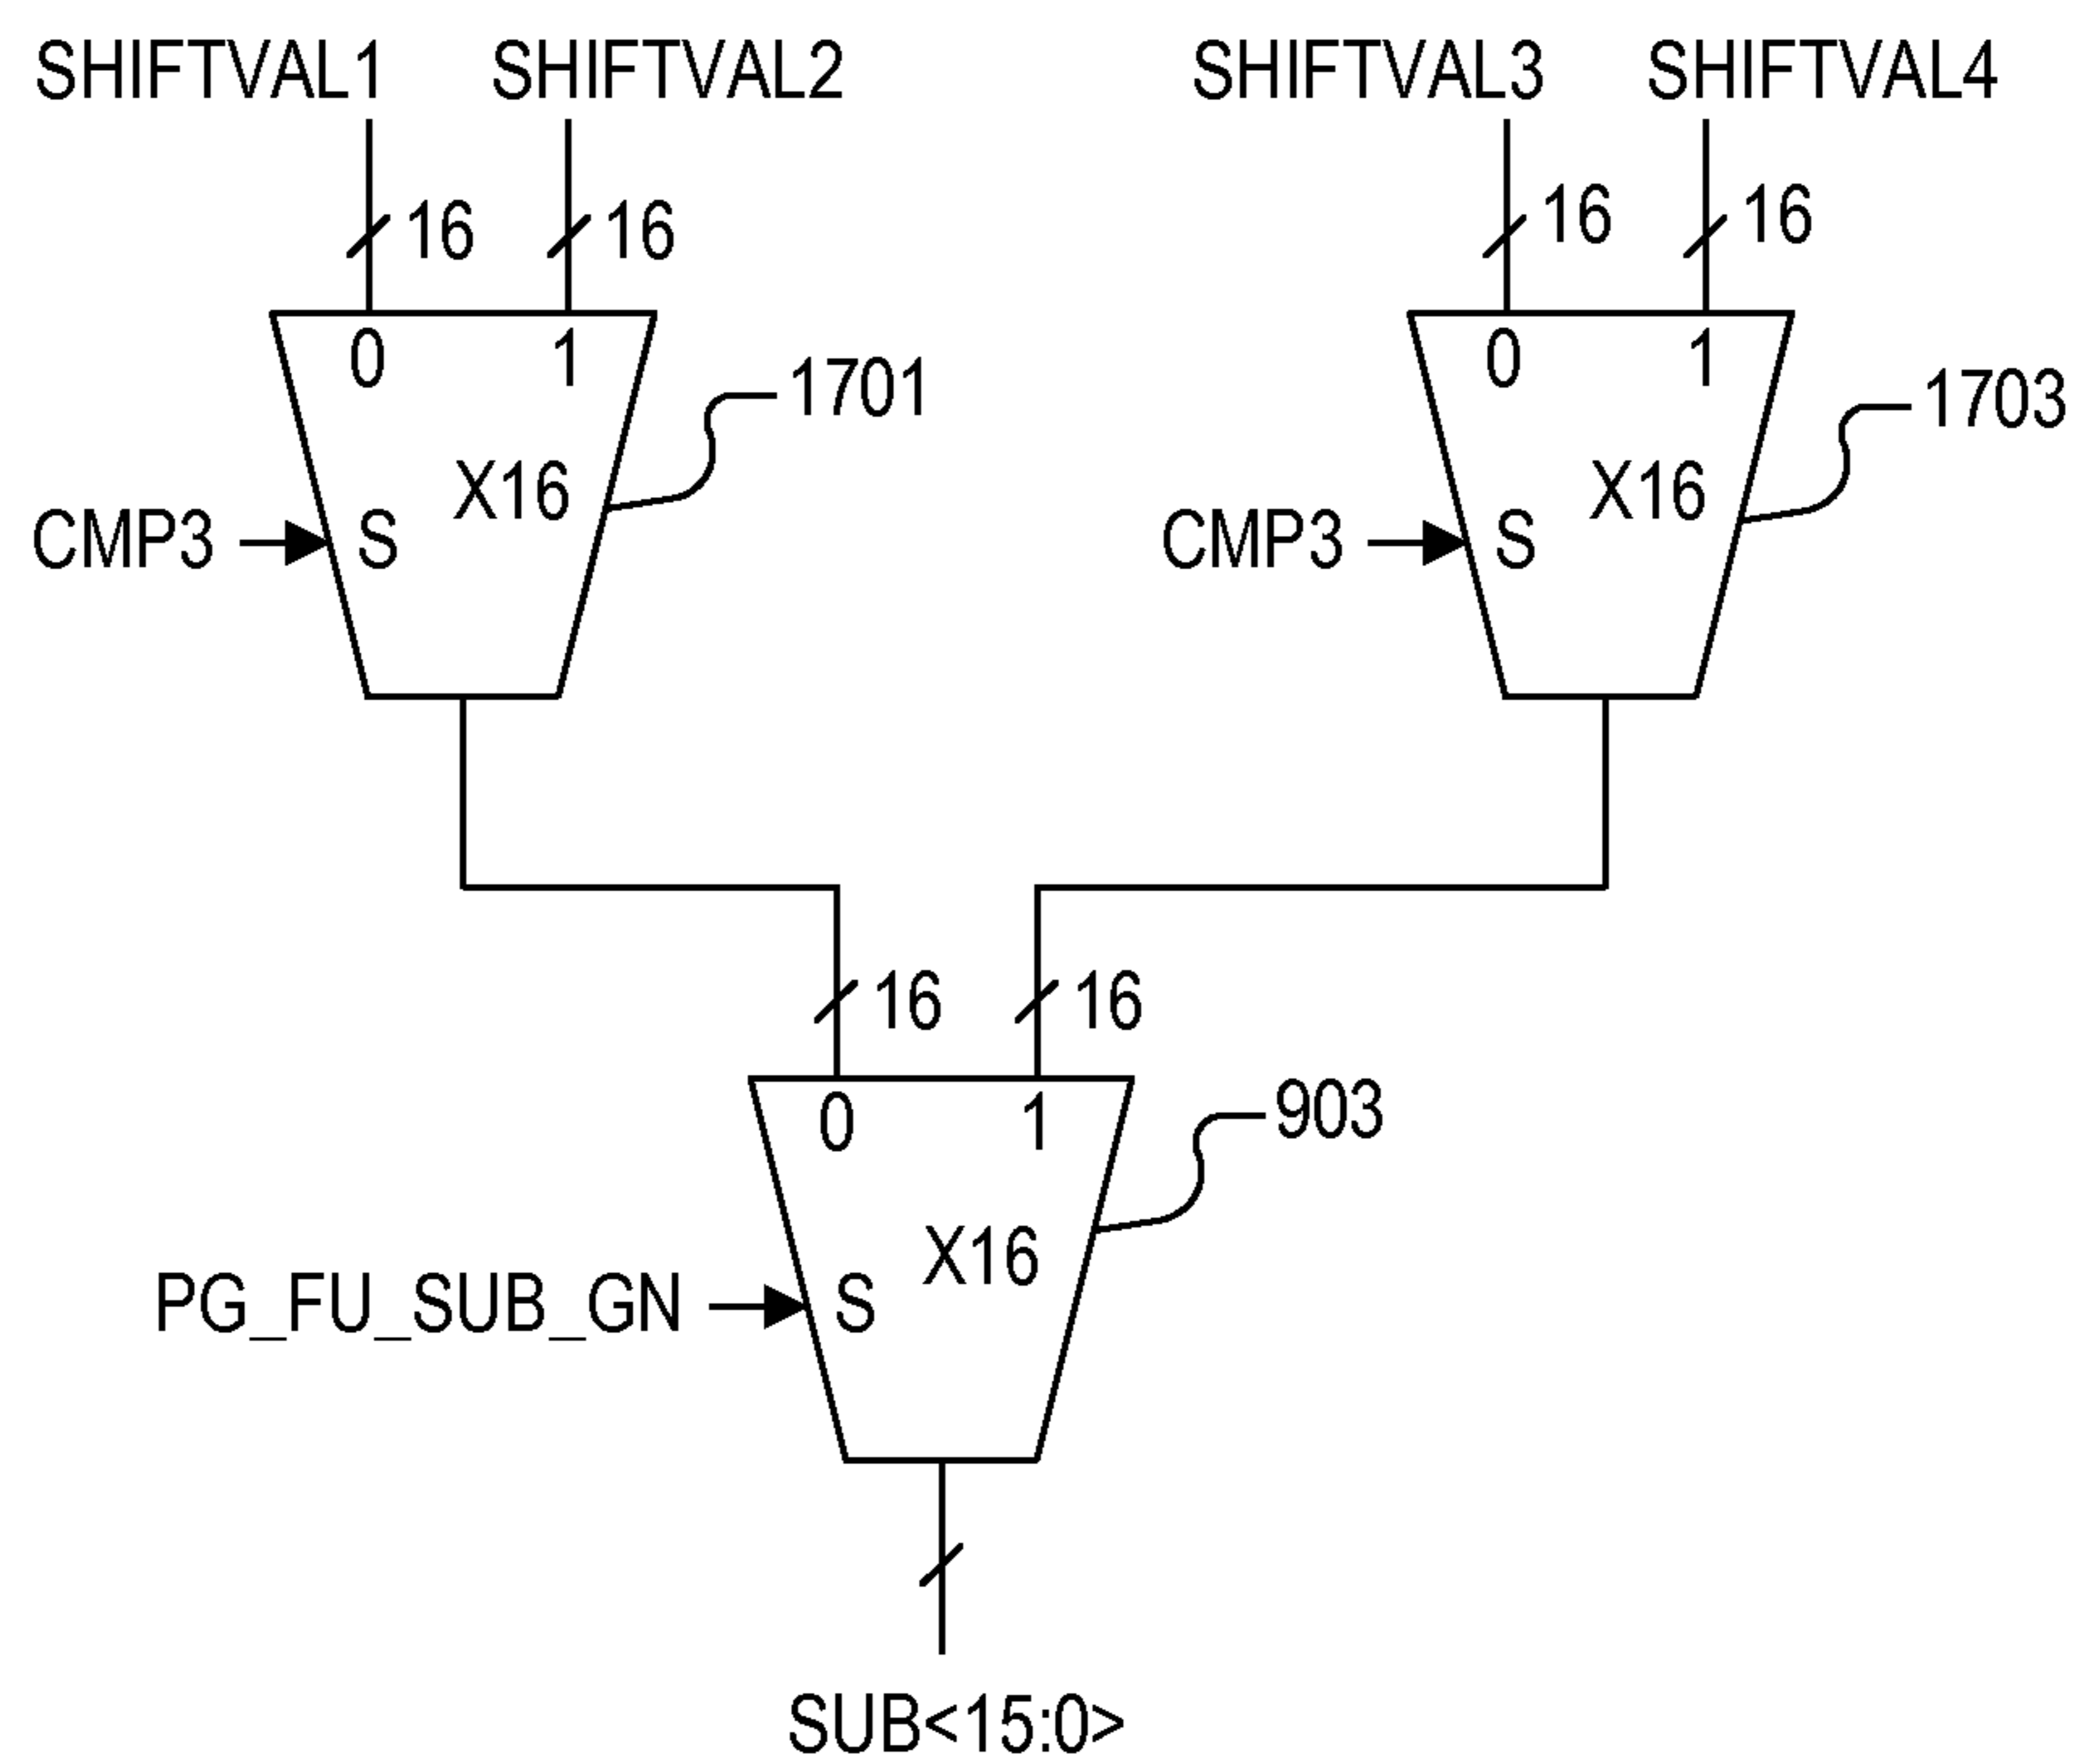 SHIFTVAL1 SHIFTVAL2 SHIFTVAL3 SHIFTVAL4
16 16 16 16
0 1 0 1
1701 1703
X16 X16
CMP3 S CMP3 S
16 16
0 1
903
X16
PG_FU_SUB_GN S
SUB<15:0>